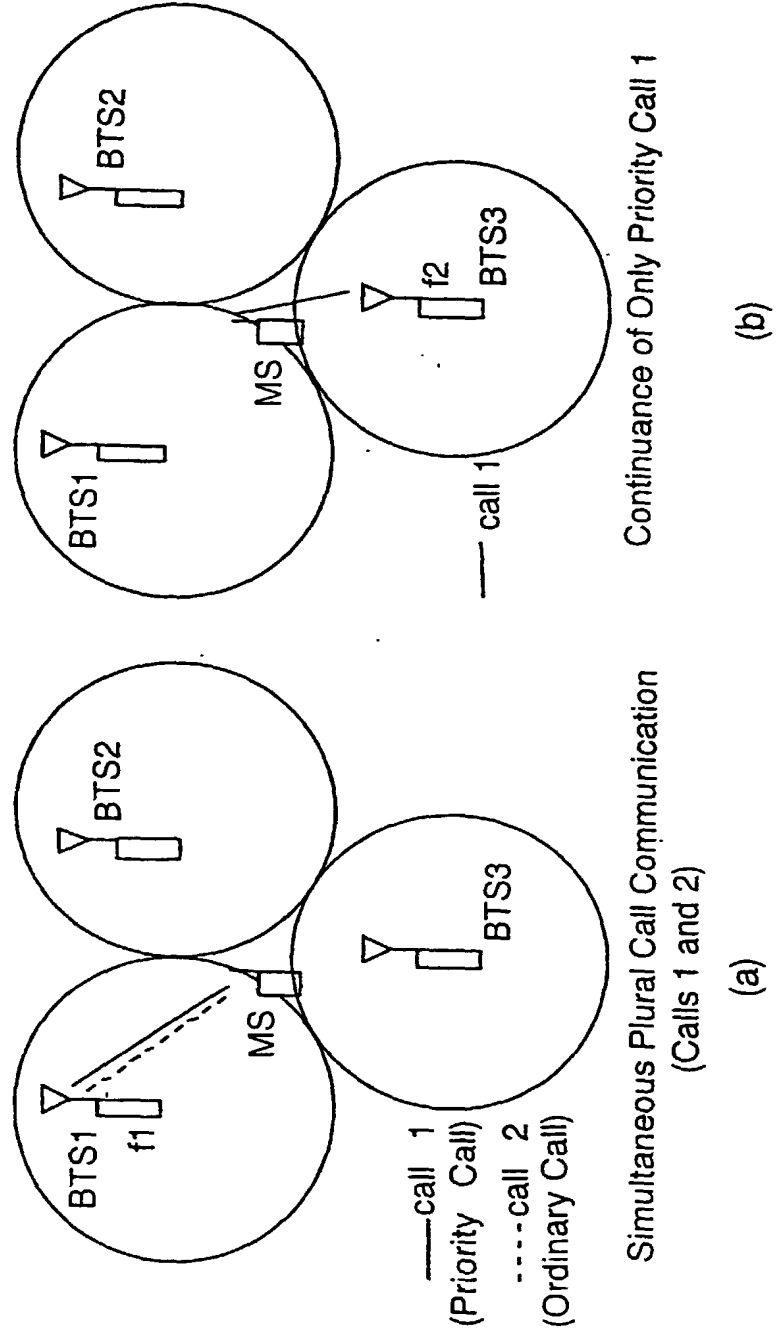 BTS1
f1
BTS2
MS
BTS3
call 1
(Priority Call)
call 2
(Ordinary Call)
Simultaneous Plural Call Communication
(Calls 1 and 2)
(a)
BTS1
BTS2
MS
f2
BTS3
call 1
Continuance of Only Priority Call 1
(b)